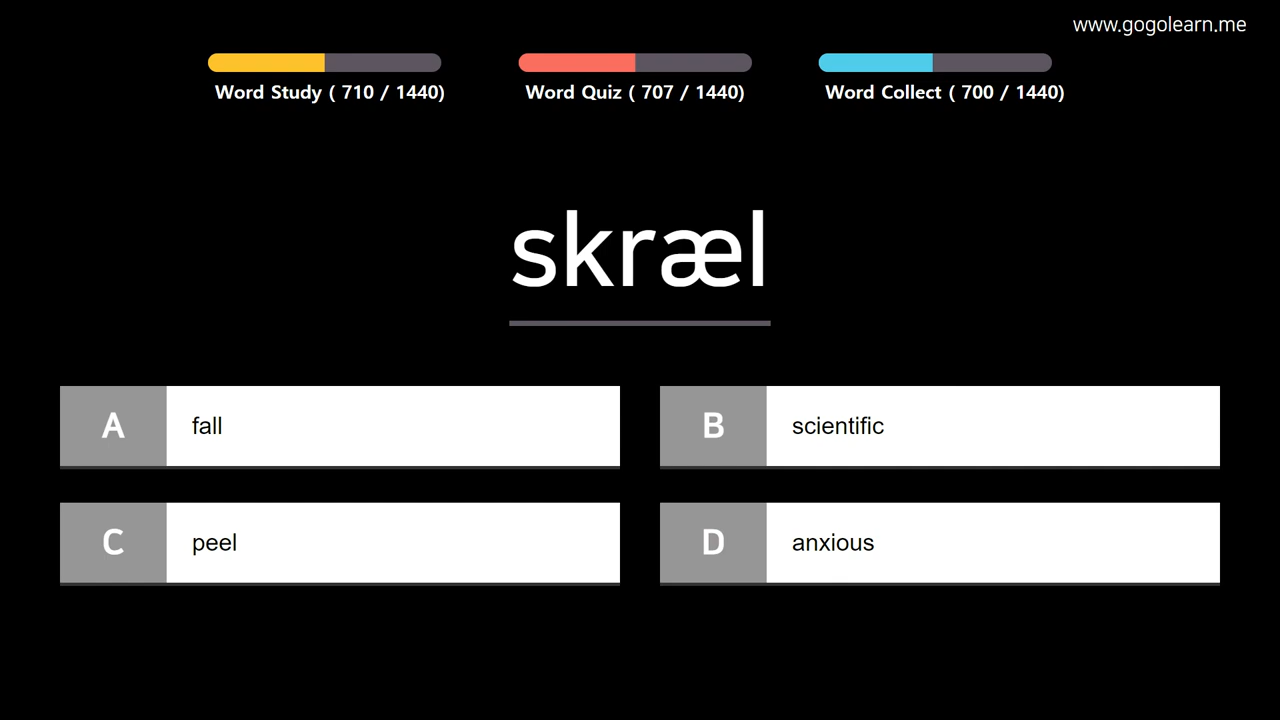 www.gogolearn.me
Word Study ( 710 / 1440)
Word Quiz ( 707 / 1440)
Word Collect ( 700 / 1440)
skræl
A fall
B scientific
C peel
D anxious